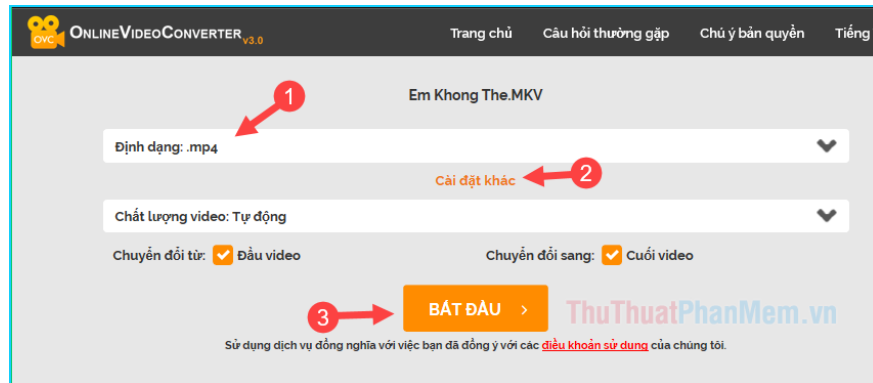 OVC ONLINEVIDEOCONVERTER v3.0 Trang chủ Câu hỏi thường gặp Chú ý bản quyền Tiếng
Em Khong The.MKV
1
Định dạng: .mp4
Cài đặt khác 2
Chất lượng video: Tự động
Chuyển đổi từ: Đầu video Chuyển đổi sang: Cuối video
3 BẮT ĐẦU >
ThuThuatPhanMem.vn
Sử dụng dịch vụ đồng nghĩa với việc bạn đã đồng ý với các điều khoản sử dụng của chúng tôi.